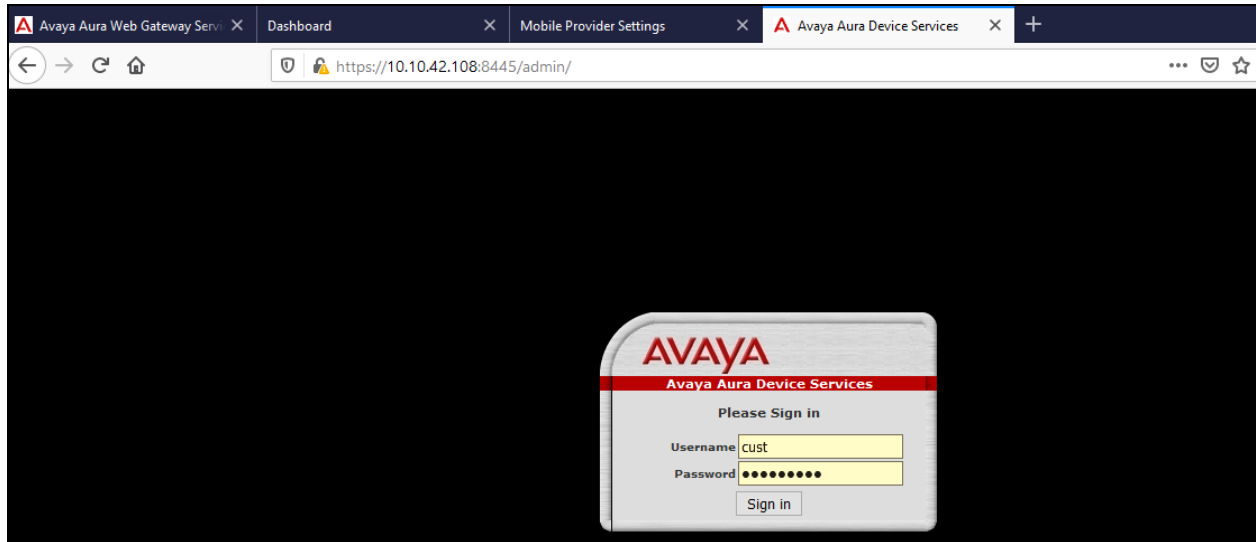 Avaya Aura Web Gateway Servi Dashboard Mobile Provider Settings Avaya Aura Device Services
https://10.10.42.108:8445/admin/
AVAYA
Avaya Aura Device Services
Please Sign in
Username cust
Password ●●●●●●●●●
Sign in